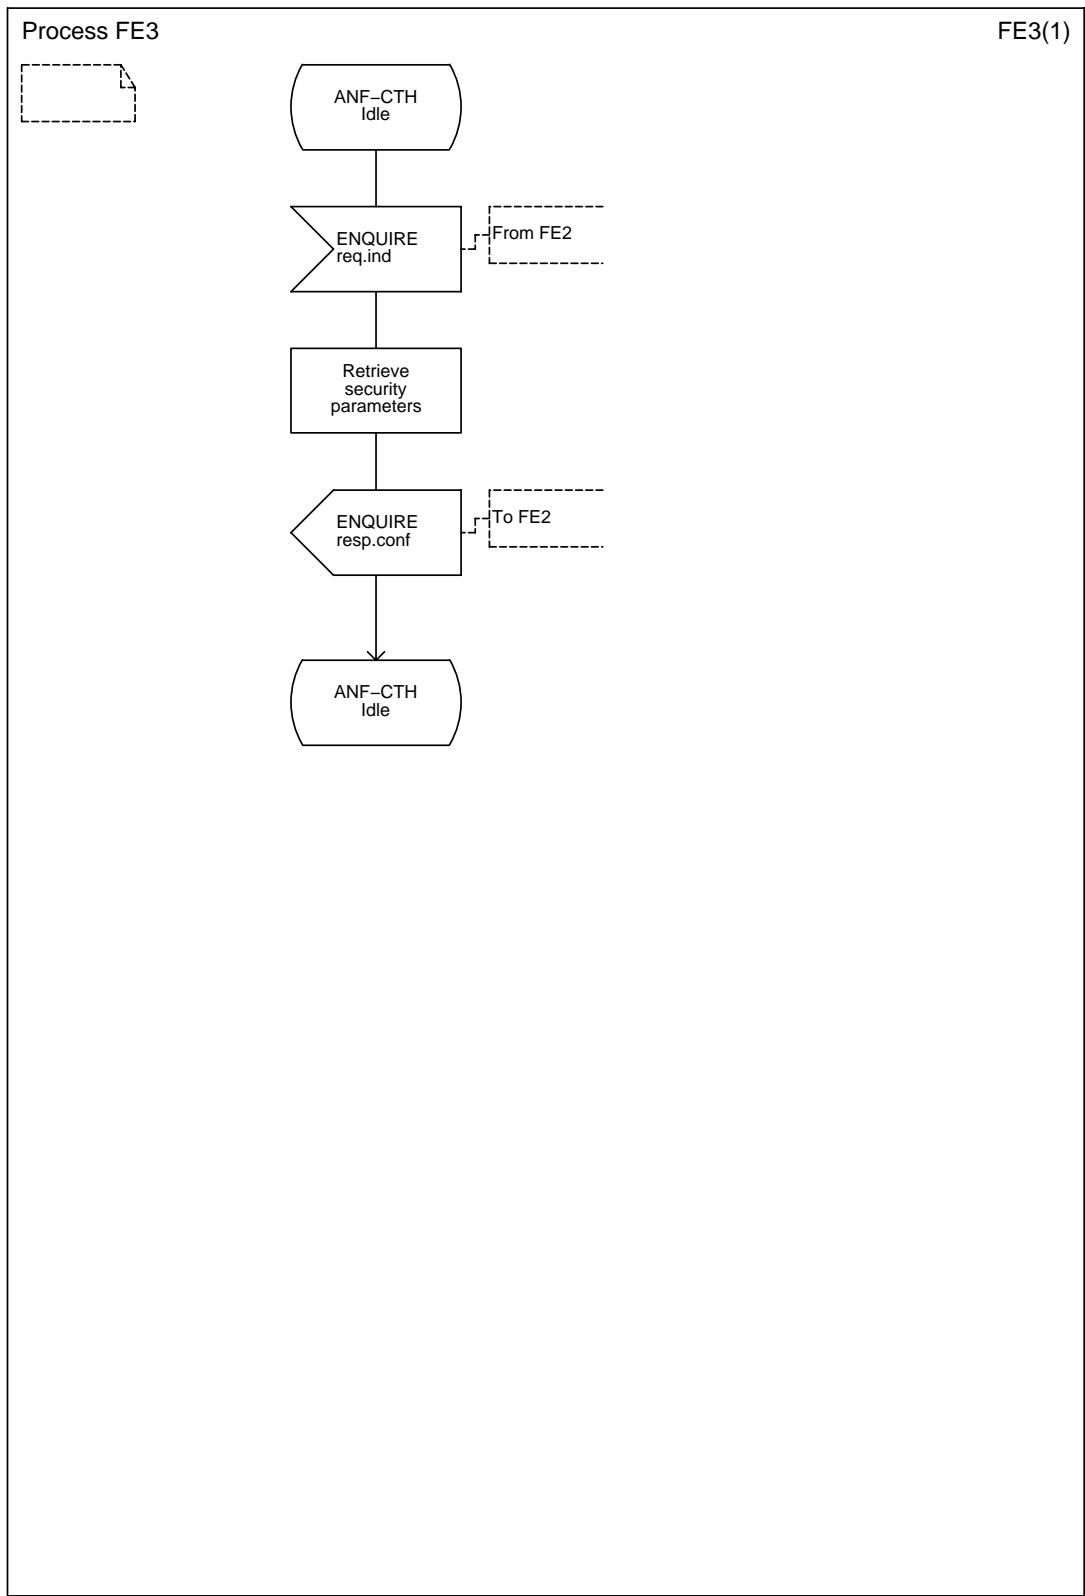 Process FE3
FE3(1)
ANF−CTH
Idle
ENQUIRE
req.ind
From FE2
Retrieve
security
parameters
ENQUIRE
resp.conf
To FE2
ANF−CTH
Idle